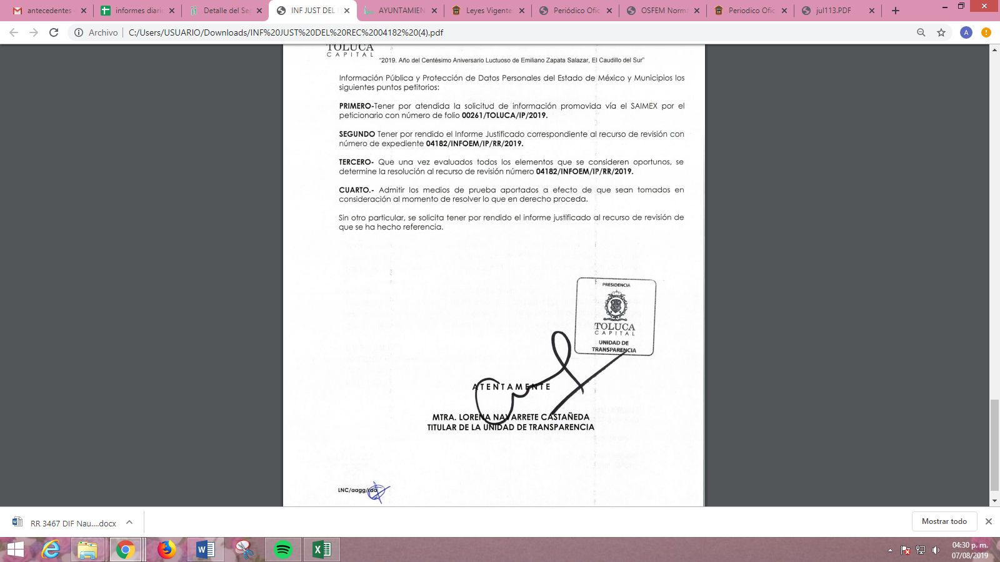 antecedentes
informes diari
Detalle del Se
INF JUST DEL
AYUNTAMIEN
Leyes Vigente
Periódico Ofic
OSFEM Norm
Periodico Ofic
jul113.PDF
Archivo
C:/Users/USUARIO/Downloads/INF%20JUST%20DEL%20REC%2004182%20(4).pdf
A
TOLUCA
CAPITAL
"2019. Año del Centésimo Aniversario Luctuoso de Emiliano Zapata Salazar, El Caudillo del Sur"
Información Pública y Protección de Datos Personales del Estado de México y Municipios los
siguientes puntos petitorios:
PRIMERO-Tener por atendida la solicitud de información promovida vía el SAIMEX por el
peticionario con número de folio 00261/TOLUCA/IP/2019.
SEGUNDO Tener por rendido el Informe Justificado correspondiente al recurso de revisión con
número de expediente 04182/INFOEM/IP/RR/2019.
TERCERO- Que una vez evaluados todos los elementos que se consideren oportunos, se
determine la resolución al recurso de revisión número 04182/INFOEM/IP/RR/2019.
CUARTO.- Admitir los medios de prueba aportados a efecto de que sean tomados en
consideración al momento de resolver lo que en derecho proceda.
Sin otro particular, se solicita tener por rendido el informe justificado al recurso de revisión de
que se ha hecho referencia.
PRESIDENCIA
TOLUCA
CAPITAL
UNIDAD DE
TRANSPARENCIA
ATENTAMENTE
MTRA. LORENA NAVARRETE CASTAÑEDA
TITULAR DE LA UNIDAD DE TRANSPARENCIA
LNC/aagg/
RR 3467 DIF Nau....docx
Mostrar todo
04:30 p. m.
07/08/2019